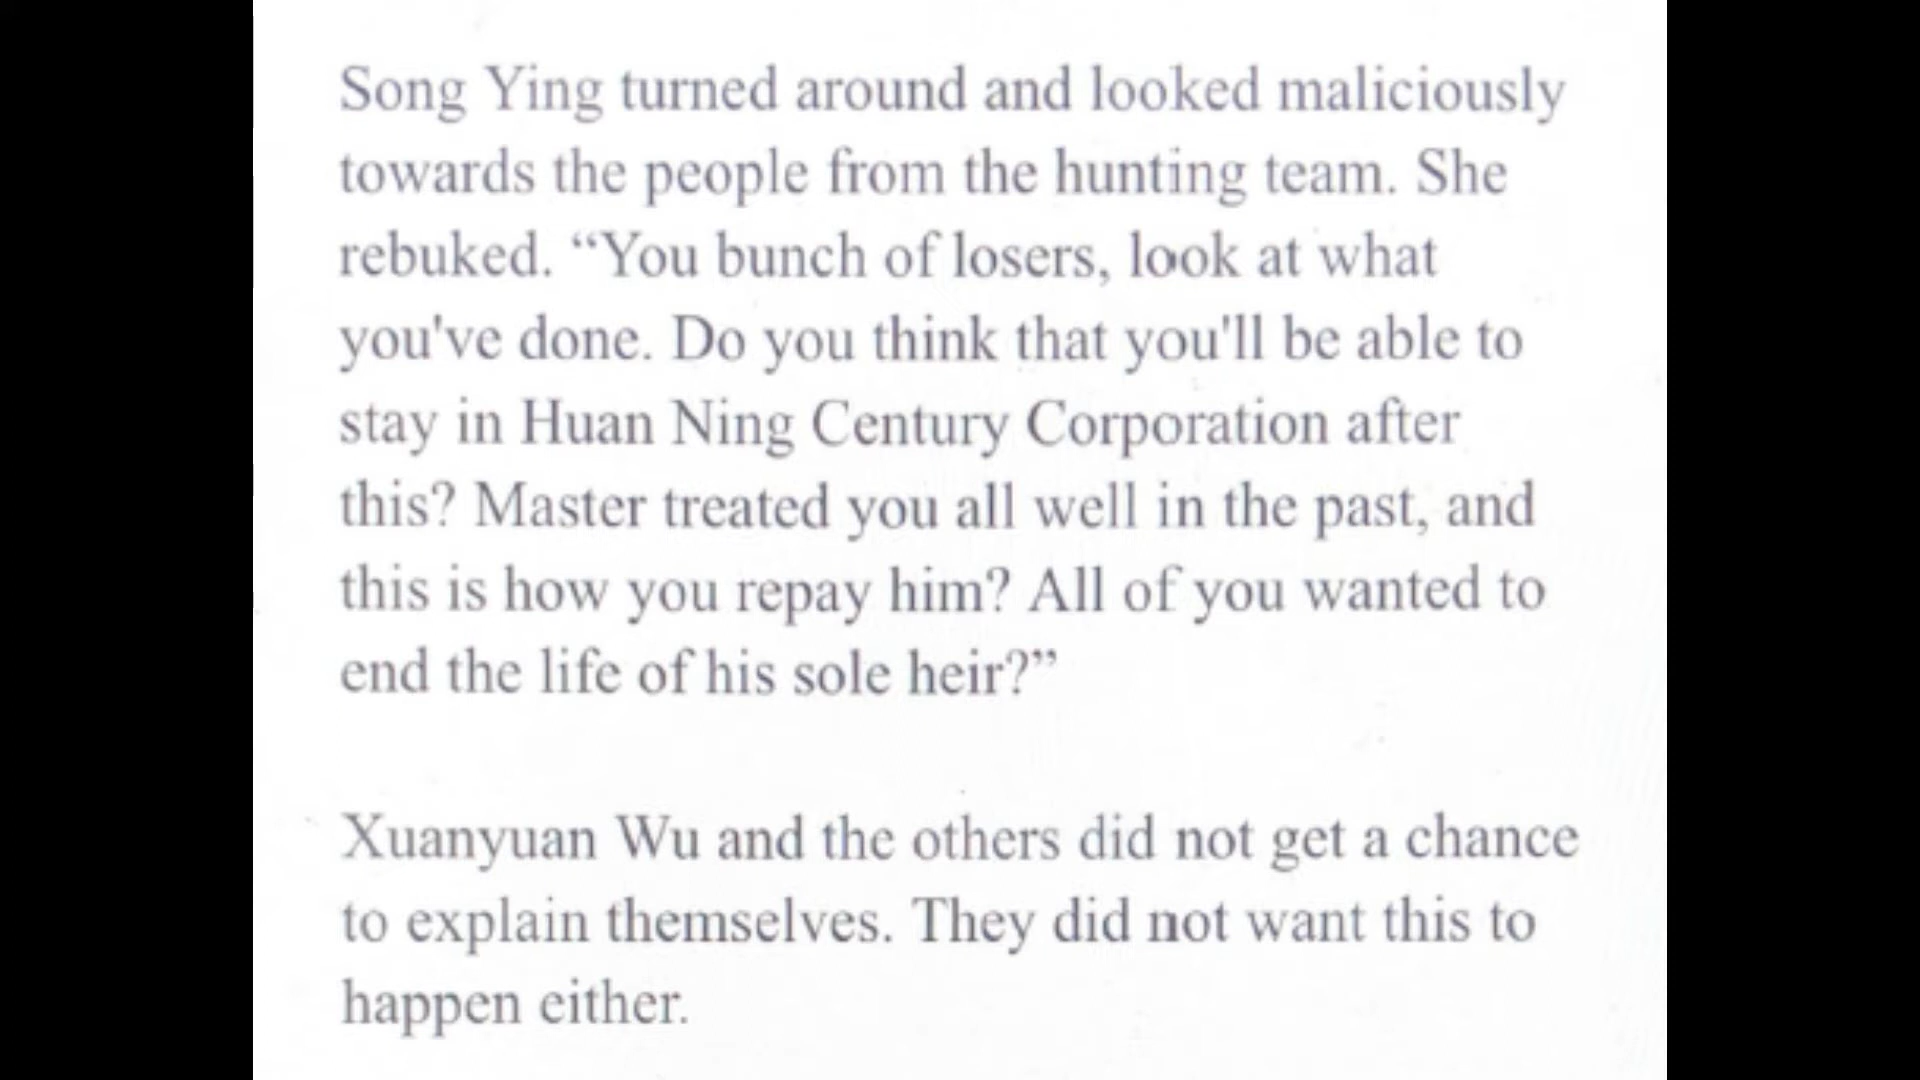 Song Ying turned around and looked maliciously
towards the people from the hunting team. She
rebuked. “You bunch of losers, look at what
you've done. Do you think that you'll be able to
stay in Huan Ning Century Corporation after
this? Master treated you all well in the past, and
this is how you repay him? All of you wanted to
end the life of his sole heir?”
Xuanyuan Wu and the others did not get a chance
to explain themselves. They did not want this to
happen either.